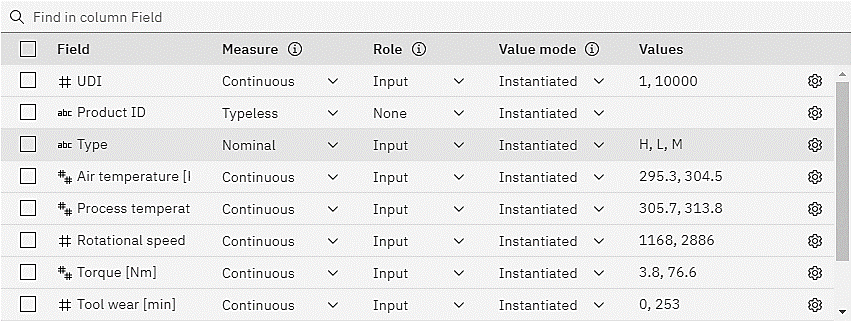 Find in column Field
Field Measure Role Value mode Values
# UDI Continuous Input Instantiated 1, 10000
abc Product ID Typeless None Instantiated
abc Type Nominal Input Instantiated H, L, M
Air temperature [ Continuous Input Instantiated 295.3, 304.5
Process temperat Continuous Input Instantiated 305.7, 313.8
# Rotational speed Continuous Input Instantiated 1168, 2886
Torque [Nm] Continuous Input Instantiated 3.8, 76.6
# Tool wear [min] Continuous Input Instantiated 0, 253